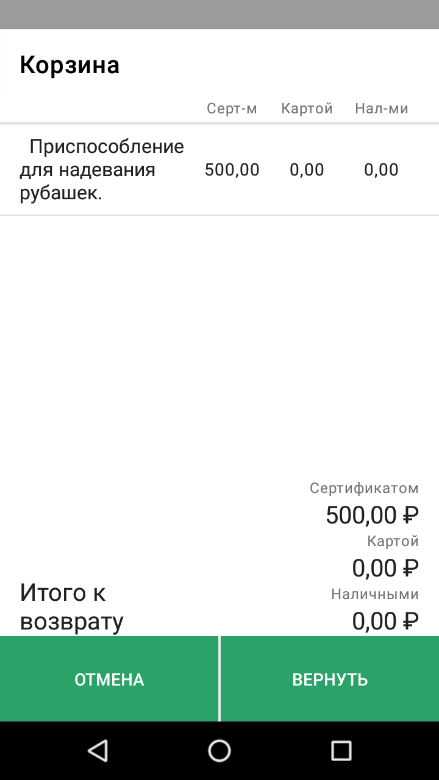 Корзина
Серт-м Картой Нал-ми
Приспособление
для надевания 500,00 0,00 0,00
рубашек.
Сертификатом
500,00 ₽
Картой
0,00 ₽
Итого к Наличными
возврату 0,00 ₽
ОТМЕНА ВЕРНУТЬ